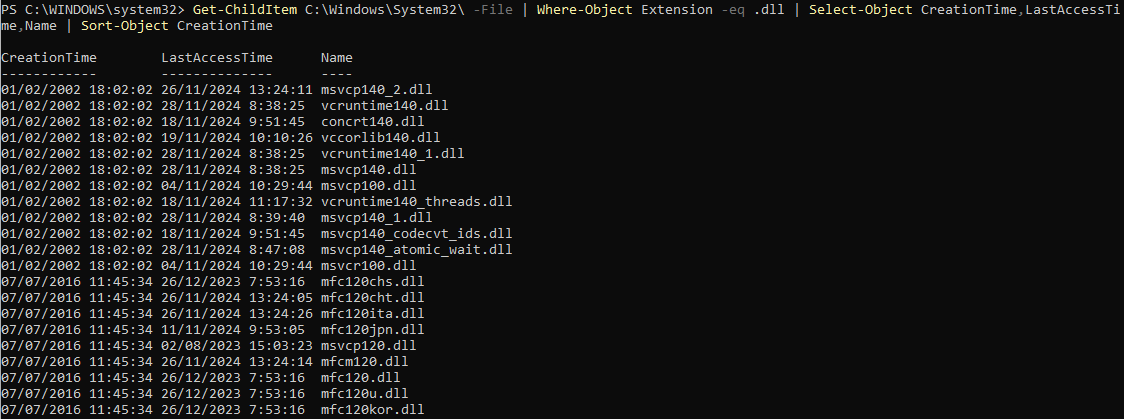 PS C:\WINDOWS\system32> Get-ChildItem C:\Windows\System32\ -File | Where-Object Extension -eq .dll | Select-Object CreationTime,LastAccessTi
me,Name | Sort-Object CreationTime
CreationTime        LastAccessTime      Name
------------        --------------      ----
01/02/2002 18:02:02 26/11/2024 13:24:11 msvcp140_2.dll
01/02/2002 18:02:02 28/11/2024 8:38:25  vcruntime140.dll
01/02/2002 18:02:02 18/11/2024 9:51:45  concrt140.dll
01/02/2002 18:02:02 19/11/2024 10:10:26 vccorlib140.dll
01/02/2002 18:02:02 28/11/2024 8:38:25  vcruntime140_1.dll
01/02/2002 18:02:02 28/11/2024 8:38:25  msvcp140.dll
01/02/2002 18:02:02 04/11/2024 10:29:44 msvcp100.dll
01/02/2002 18:02:02 18/11/2024 11:17:32 vcruntime140_threads.dll
01/02/2002 18:02:02 28/11/2024 8:39:40  msvcp140_1.dll
01/02/2002 18:02:02 18/11/2024 9:51:45  msvcp140_codecvt_ids.dll
01/02/2002 18:02:02 28/11/2024 8:47:08  msvcp140_atomic_wait.dll
01/02/2002 18:02:02 04/11/2024 10:29:44 msvcr100.dll
07/07/2016 11:45:34 26/12/2023 7:53:16  mfc120chs.dll
07/07/2016 11:45:34 26/11/2024 13:24:05 mfc120cht.dll
07/07/2016 11:45:34 26/11/2024 13:24:26 mfc120ita.dll
07/07/2016 11:45:34 11/11/2024 9:53:05  mfc120jpn.dll
07/07/2016 11:45:34 02/08/2023 15:03:23 msvcp120.dll
07/07/2016 11:45:34 26/11/2024 13:24:14 mfcm120.dll
07/07/2016 11:45:34 26/12/2023 7:53:16  mfc120.dll
07/07/2016 11:45:34 26/12/2023 7:53:16  mfc120u.dll
07/07/2016 11:45:34 26/12/2023 7:53:16  mfc120kor.dll